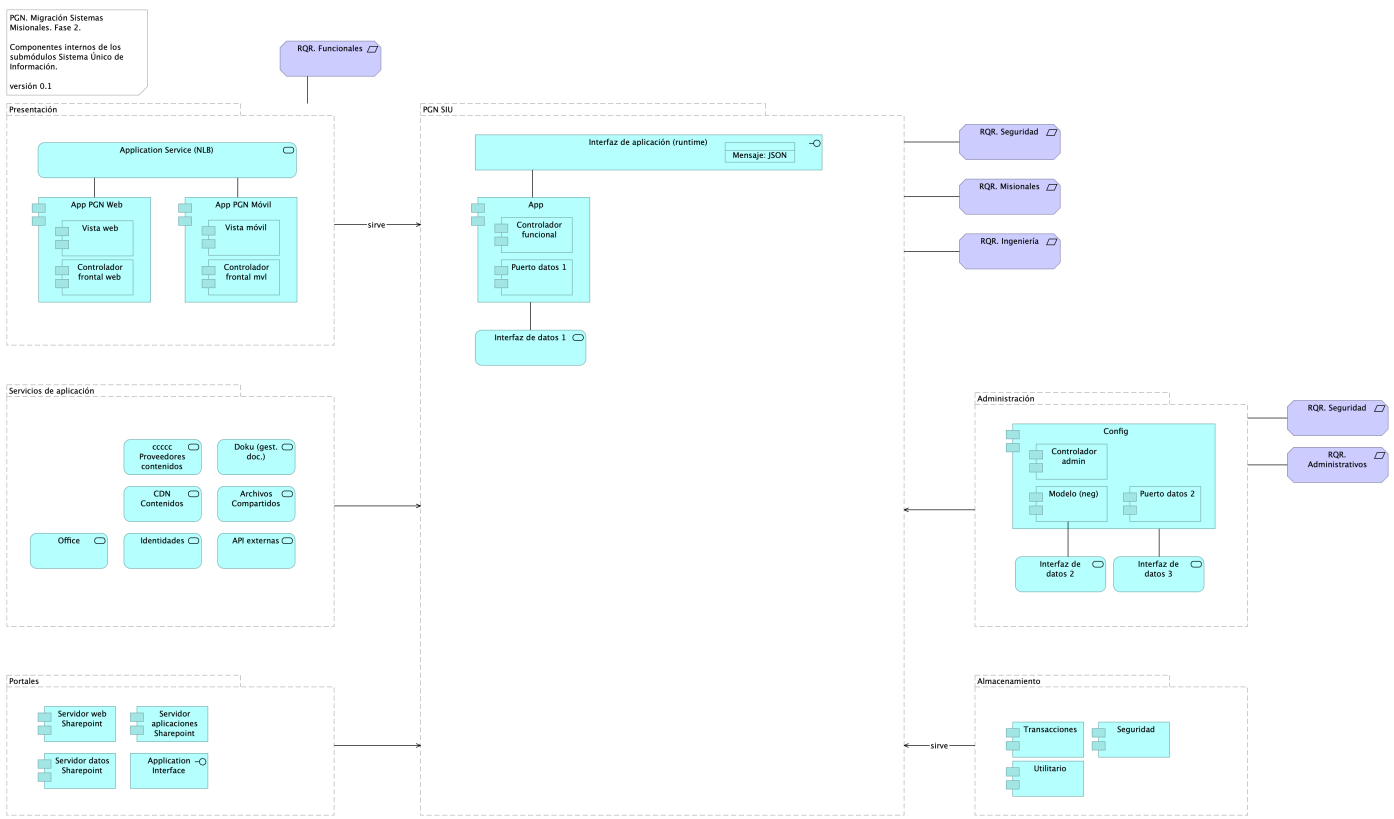 PGN. Migración Sistemas
Misionales. Fase 2.
Componentes internos de los
submódulos Sistema Único de
Información.
versión 0.1
RQR. Funcionales
Presentación
Application Service (NLB)
App PGN Web
Vista web
Controlador
frontal web
App PGN Móvil
Vista móvil
Controlador
frontal mvl
sirve
PGN SIU
Interfaz de aplicación (runtime)
Mensaje: JSON
App
Controlador
funcional
Puerto datos 1
Interfaz de datos 1
RQR. Seguridad
RQR. Misionales
RQR. Ingeniería
Servicios de aplicación
ccccc
Proveedores
contenidos
Doku (gest.
doc.)
CDN
Contenidos
Archivos
Compartidos
Office
Identidades
API externas
Administración
Config
Controlador
admin
Modelo (neg)
Puerto datos 2
Interfaz de
datos 2
Interfaz de
datos 3
RQR. Seguridad
RQR.
Administrativos
Portales
Servidor web
Sharepoint
Servidor
aplicaciones
Sharepoint
Servidor datos
Sharepoint
Application
Interface
Almacenamiento
sirve
Transacciones
Seguridad
Utilitario